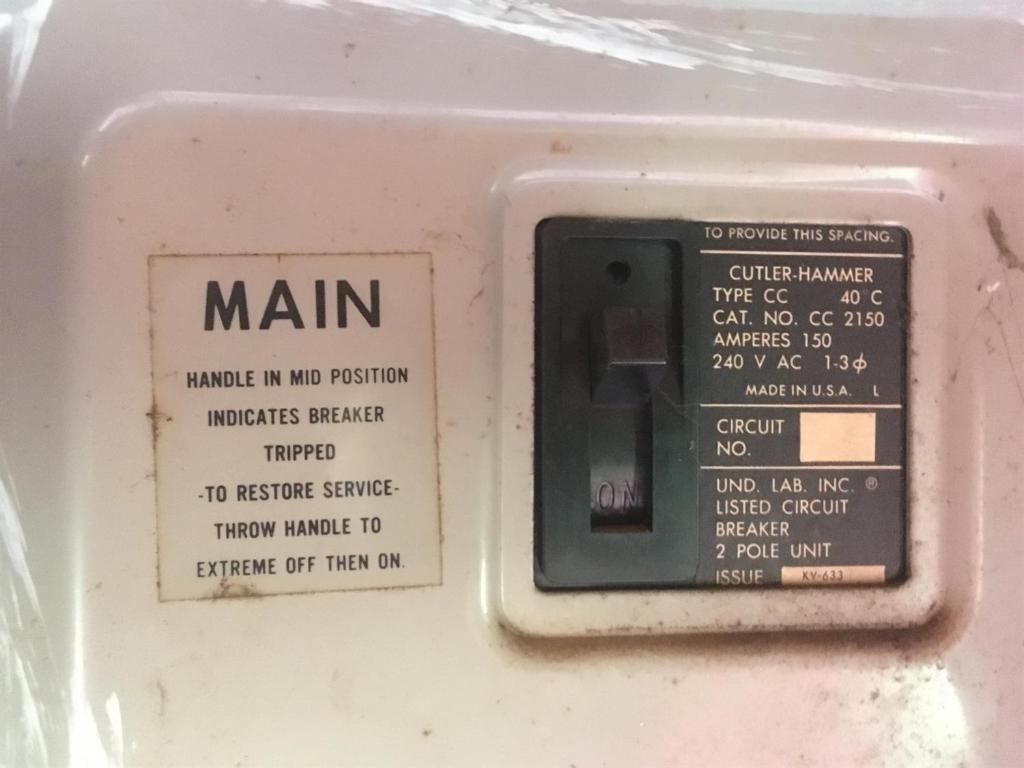 MAIN
HANDLE IN MID POSITION
INDICATES BREAKER
TRIPPED
-TO RESTORE SERVICE-
THROW HANDLE TO
EXTREME OFF THEN ON.
ON
TO PROVIDE THIS SPACING.
CUTLER-HAMMER
TYPE CC 40 C
CAT. NO. CC 2150
AMPERES 150
240 V AC 1-3ϕ
MADE IN U.S.A. L
CIRCUIT
NO.
UND. LAB. INC. ®
LISTED CIRCUIT
BREAKER
2 POLE UNIT
ISSUE KV-633